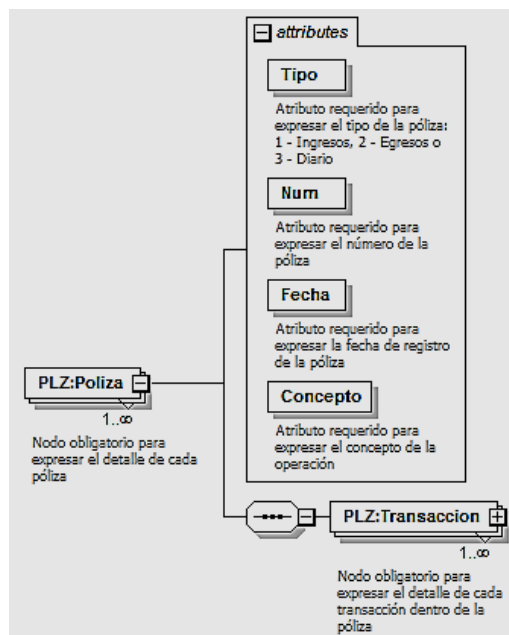 attributes
Tipo
Atributo requerido para
expresar el tipo de la póliza:
1 - Ingresos, 2 - Egresos o
3 - Diario
Num
Atributo requerido para
expresar el número de la
póliza
Fecha
Atributo requerido para
expresar la fecha de registro
de la póliza
Concepto
Atributo requerido para
expresar el concepto de la
operación
PLZ:Poliza
1..∞
Nodo obligatorio para
expresar el detalle de cada
póliza
PLZ:Transaccion
1..∞
Nodo obligatorio para
expresar el detalle de cada
transacción dentro de la
póliza